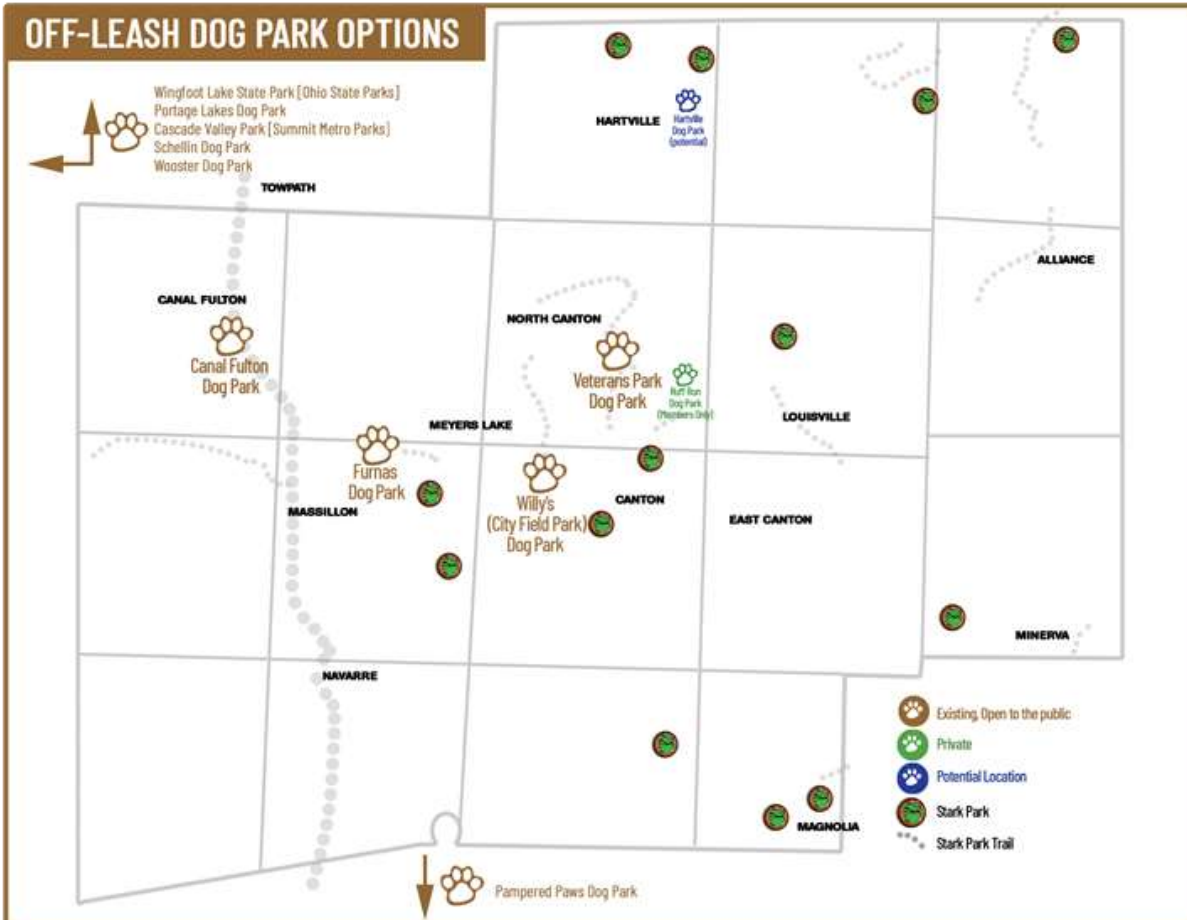 OFF-LEASH DOG PARK OPTIONS
Wingfoot Lake State Park [Ohio State Parks]
Portage Lakes Dog Park
Cascade Valley Park [Summit Metro Parks]
Schellin Dog Park
Wooster Dog Park
TOWPATH
HARTVILLE
Hartville
Dog Park
(potential)
ALLIANCE
CANAL FULTON
Canal Fulton
Dog Park
NORTH CANTON
Veterans Park
Dog Park
Ruff Run
Dog Park
(Members Only)
LOUISVILLE
MEYERS LAKE
Furnas
Dog Park
MASSILLON
Willy's
(City Field Park)
Dog Park
CANTON
EAST CANTON
MINERVA
NAVARRE
MAGNOLIA
Existing, Open to the public
Private
Potential Location
Stark Park
Stark Park Trail
Pampered Paws Dog Park